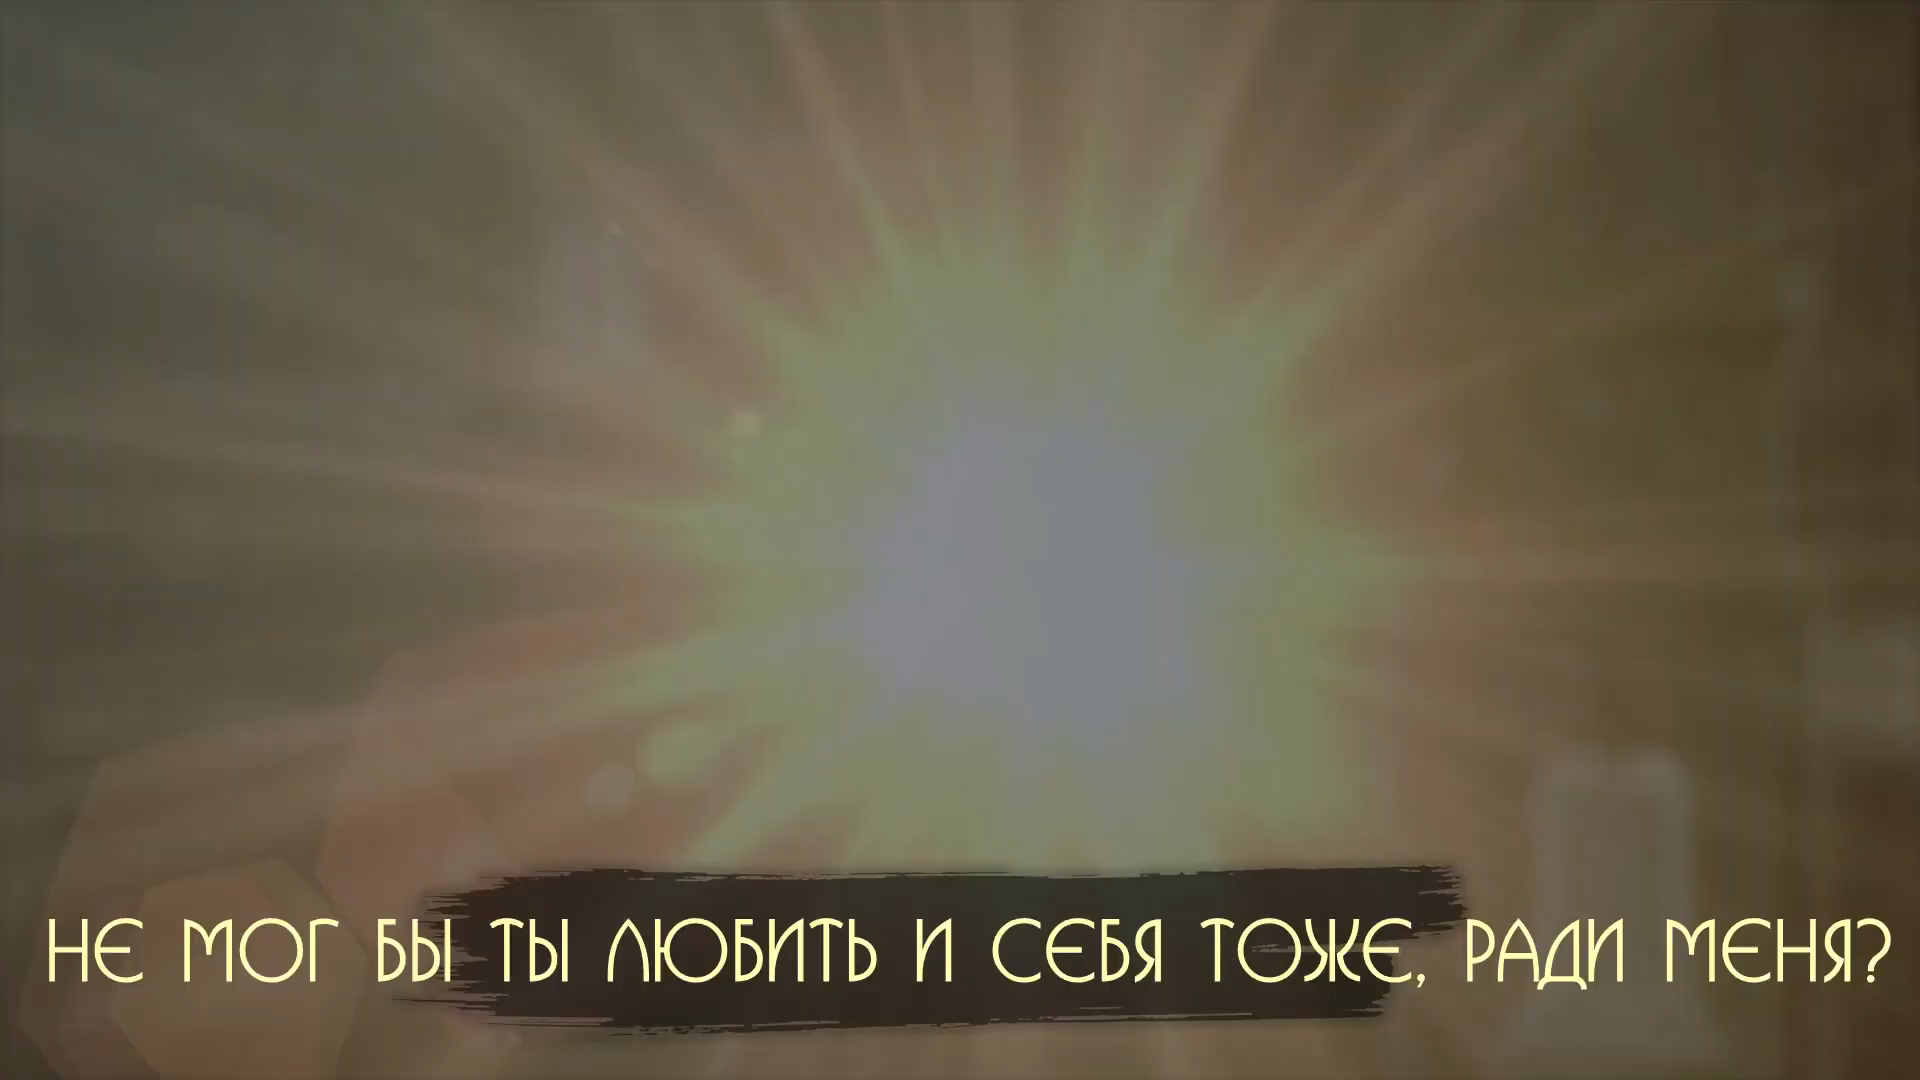 НЕ МОГ БЫ ТЫ ЛЮБИТЬ И СЕБЯ ТОЖЕ, РАДИ МЕНЯ?